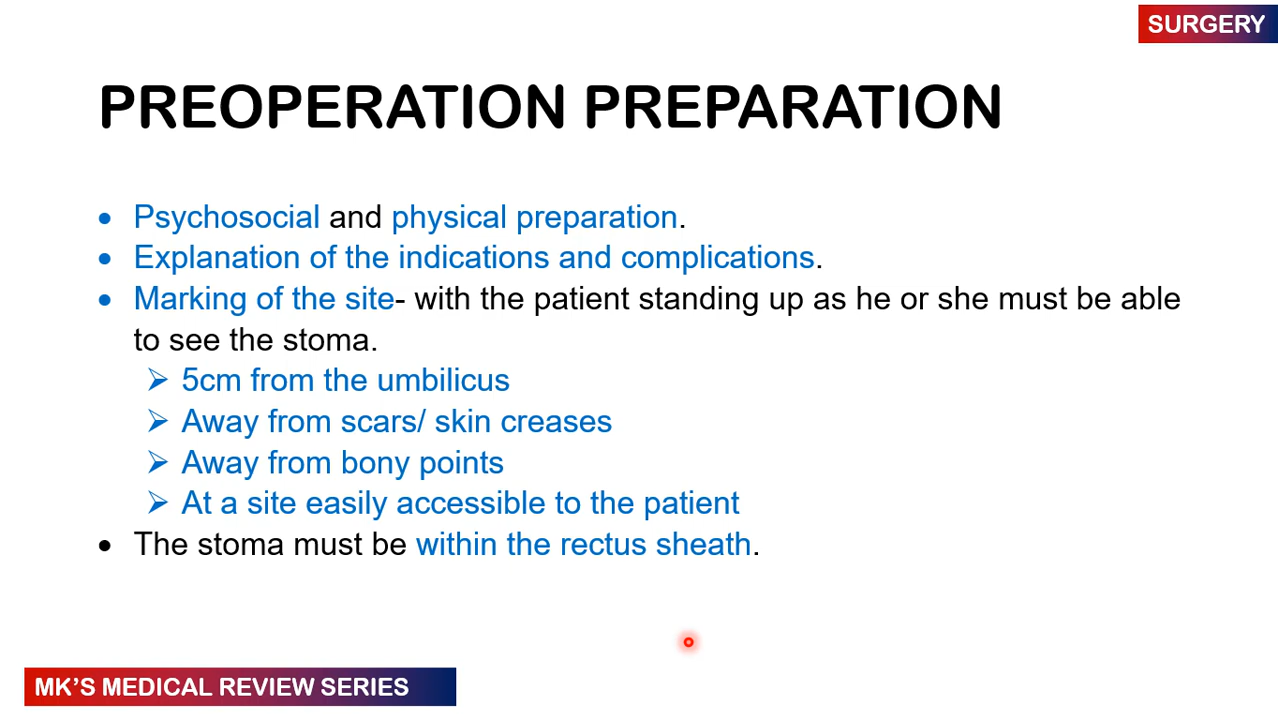 SURGERY
PREOPERATION PREPARATION
• Psychosocial and physical preparation.
• Explanation of the indications and complications.
• Marking of the site- with the patient standing up as he or she must be able
to see the stoma.
➢ 5cm from the umbilicus
➢ Away from scars/ skin creases
➢ Away from bony points
➢ At a site easily accessible to the patient
• The stoma must be within the rectus sheath.
MK'S MEDICAL REVIEW SERIES